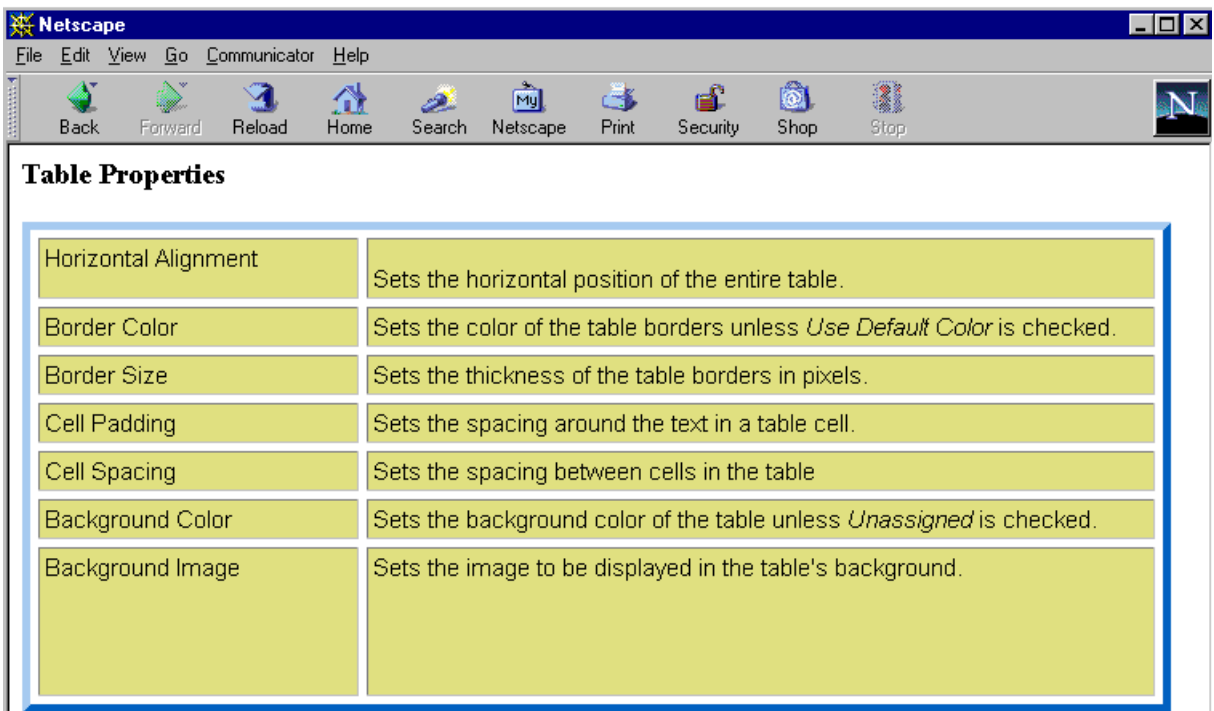 Netscape
File Edit View Go Communicator Help
My N
Back Forward Reload Home Search Netscape Print Security Shop Stop
Table Properties
Horizontal Alignment Sets the horizontal position of the entire table.
Border Color Sets the color of the table borders unless Use Default Color is checked.
Border Size Sets the thickness of the table borders in pixels.
Cell Padding Sets the spacing around the text in a table cell.
Cell Spacing Sets the spacing between cells in the table
Background Color Sets the background color of the table unless Unassigned is checked.
Background Image Sets the image to be displayed in the table's background.